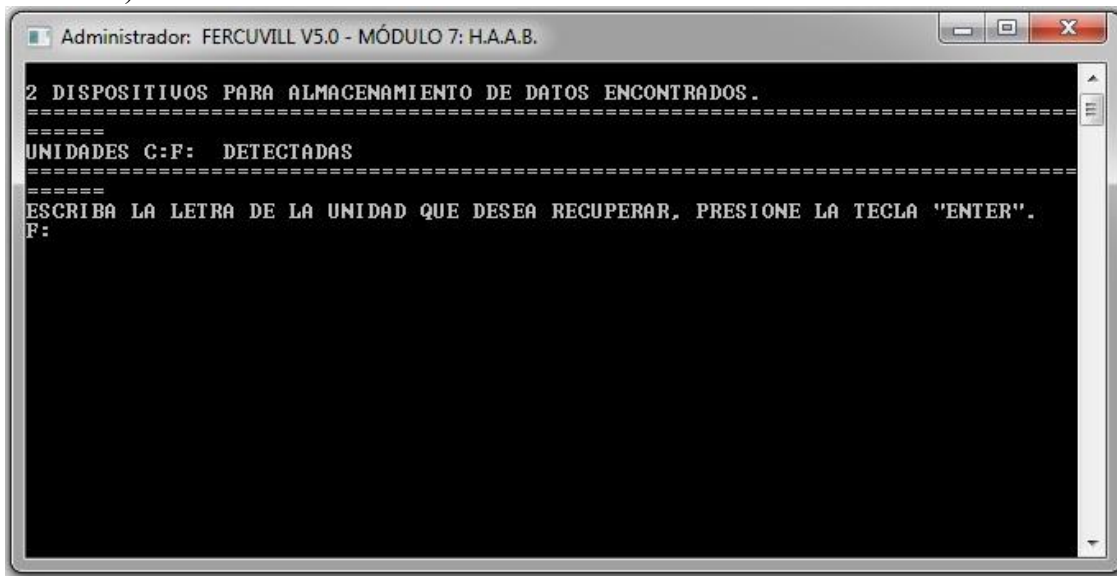 Administrador: FERCUVILL V5.0 - MÓDULO 7: H.A.A.B.
2 DISPOSITIVOS PARA ALMACENAMIENTO DE DATOS ENCONTRADOS.
================================================================================
======
UNIDADES C:F:  DETECTADAS
================================================================================
======
ESCRIBA LA LETRA DE LA UNIDAD QUE DESEA RECUPERAR, PRESIONE LA TECLA "ENTER".
F: